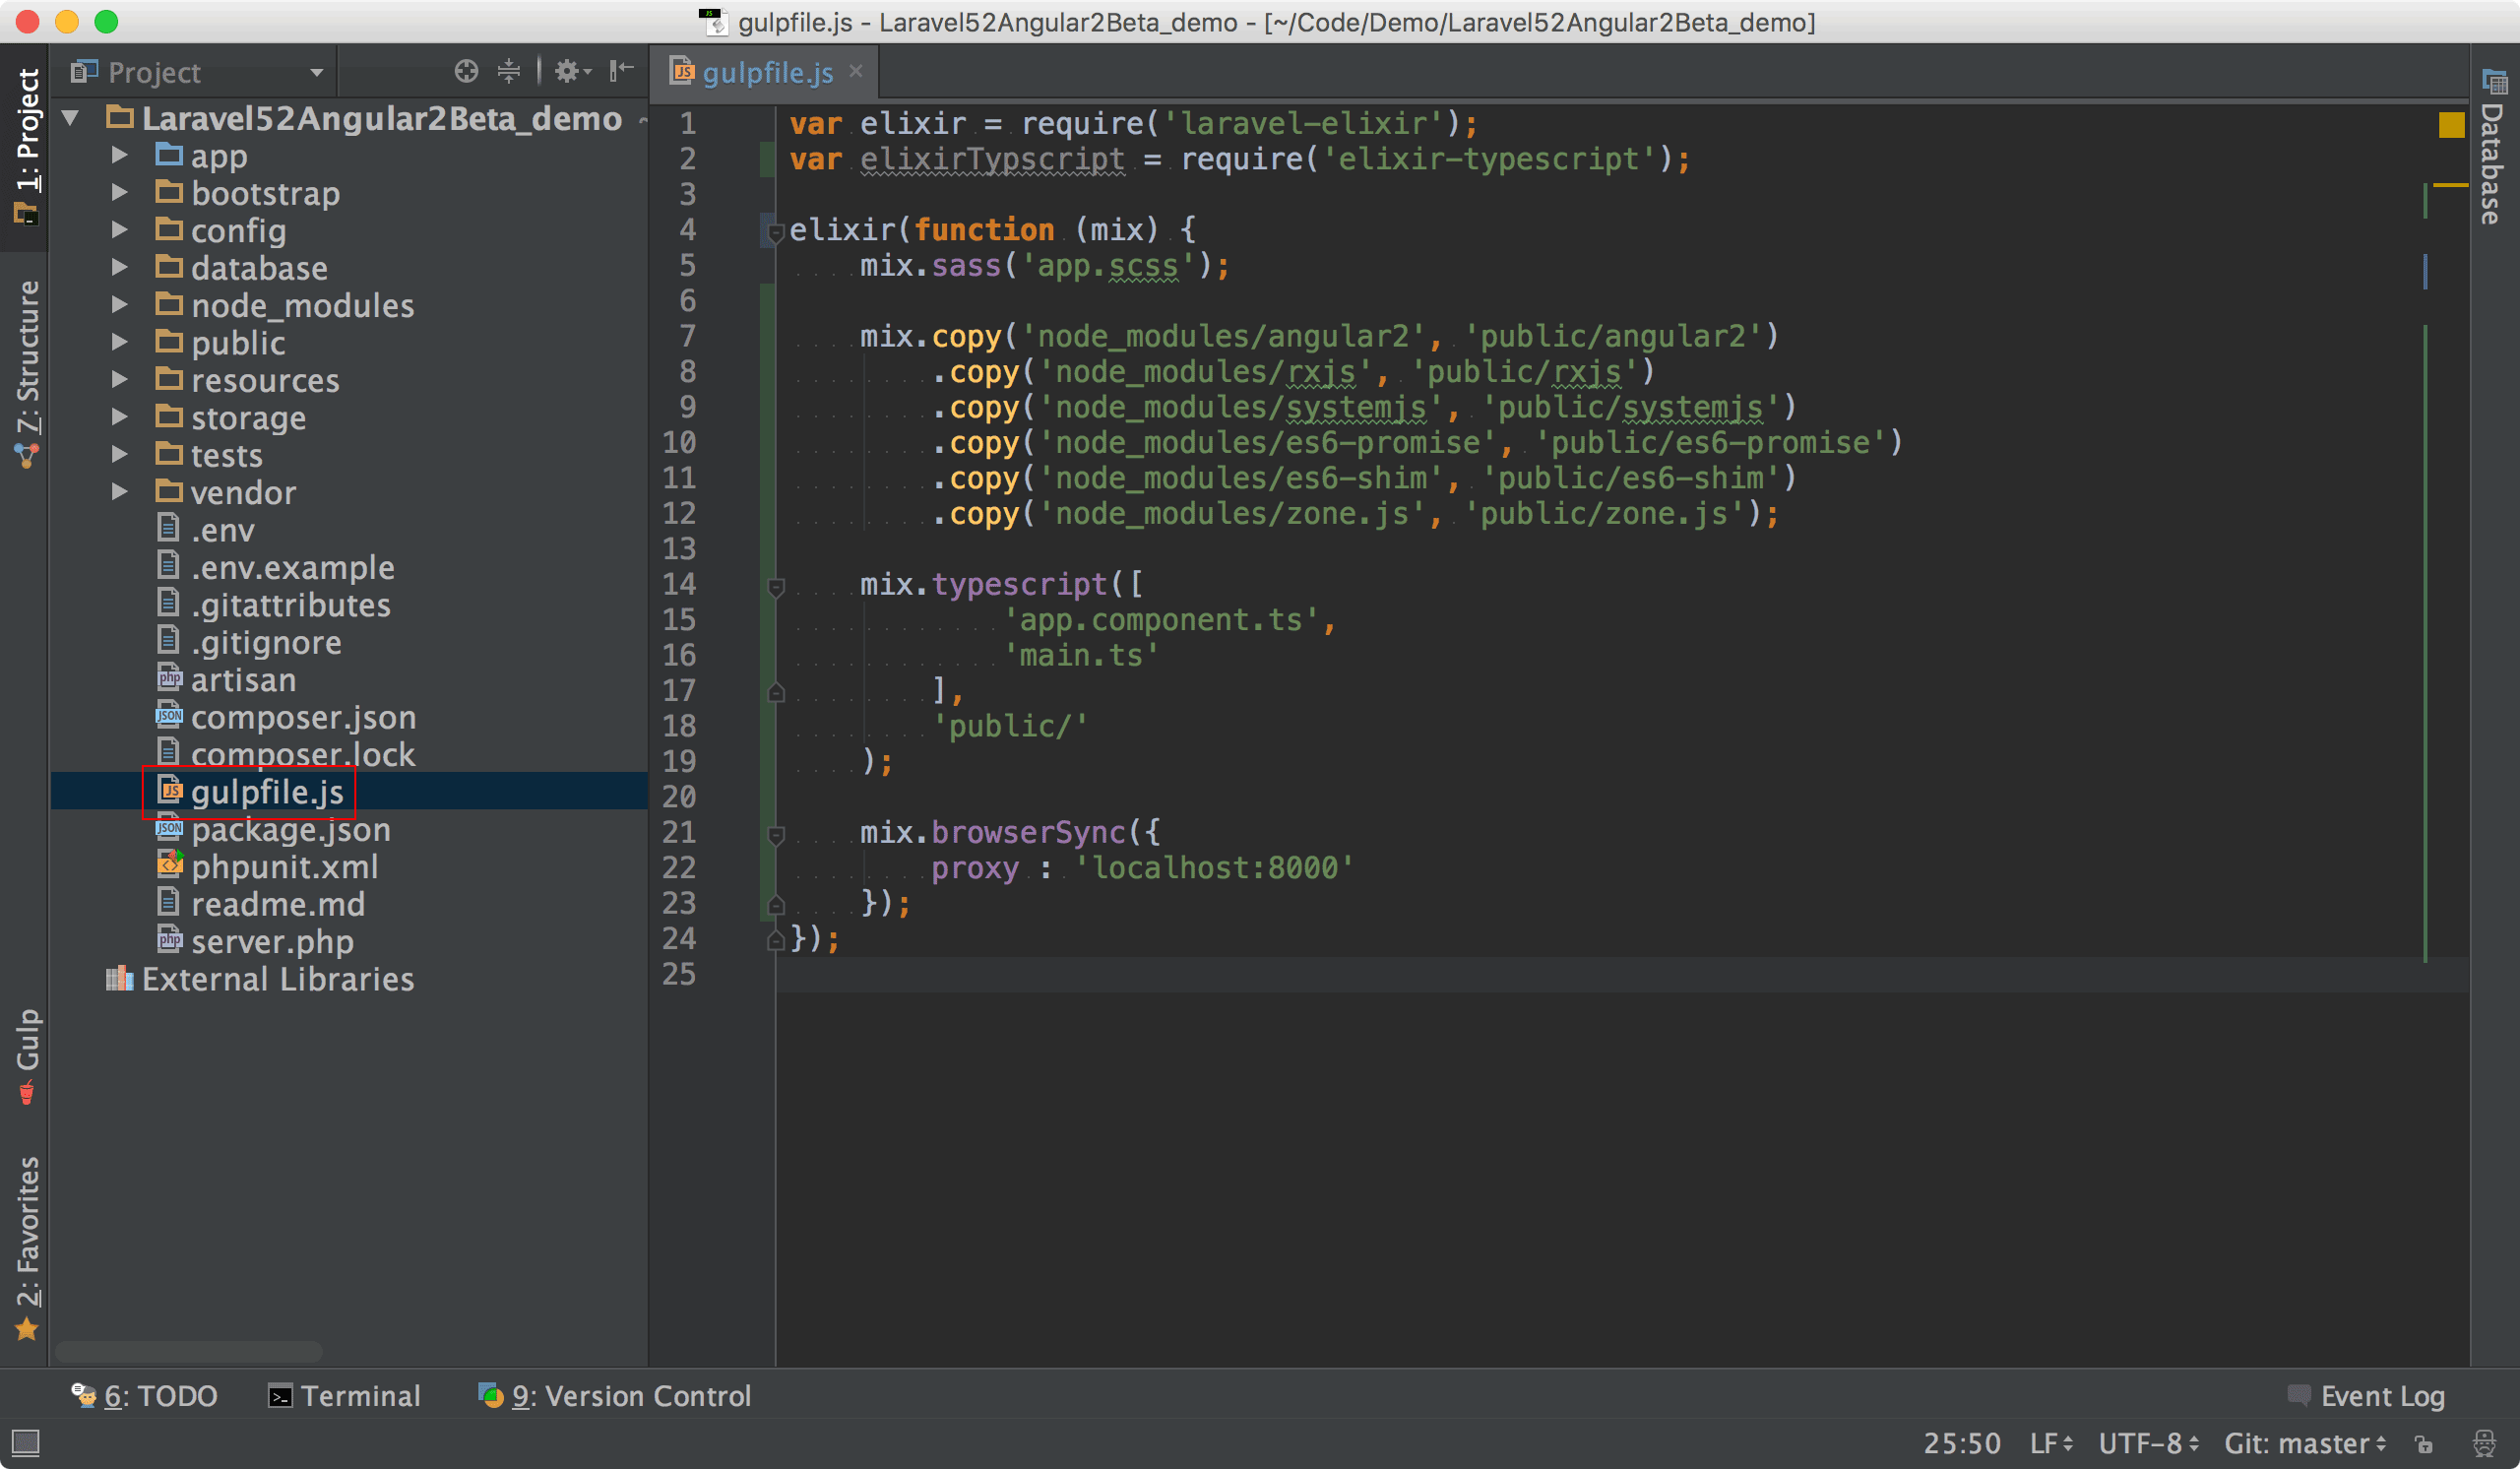 gulpfile.js - Laravel52Angular2Beta_demo - [~/Code/Demo/Laravel52Angular2Beta_demo]
1: Project
7: Structure
Gulp
2: Favorites
Project
Laravel52Angular2Beta_demo ~
app
bootstrap
config
database
node_modules
public
resources
storage
tests
vendor
.env
.env.example
.gitattributes
.gitignore
artisan
composer.json
composer.lock
gulpfile.js
package.json
phpunit.xml
readme.md
server.php
External Libraries
gulpfile.js
1 var elixir = require('laravel-elixir');
2 var elixirTypscript = require('elixir-typescript');
3
4 elixir(function (mix) {
5     mix.sass('app.scss');
6
7     mix.copy('node_modules/angular2', 'public/angular2')
8         .copy('node_modules/rxjs', 'public/rxjs')
9         .copy('node_modules/systemjs', 'public/systemjs')
10         .copy('node_modules/es6-promise', 'public/es6-promise')
11         .copy('node_modules/es6-shim', 'public/es6-shim')
12         .copy('node_modules/zone.js', 'public/zone.js');
13
14     mix.typescript([
15             'app.component.ts',
16             'main.ts'
17         ],
18         'public/'
19     );
20
21     mix.browserSync({
22         proxy : 'localhost:8000'
23     });
24 });
25
Database
6: TODO
Terminal
9: Version Control
Event Log
25:50 LF UTF-8 Git: master